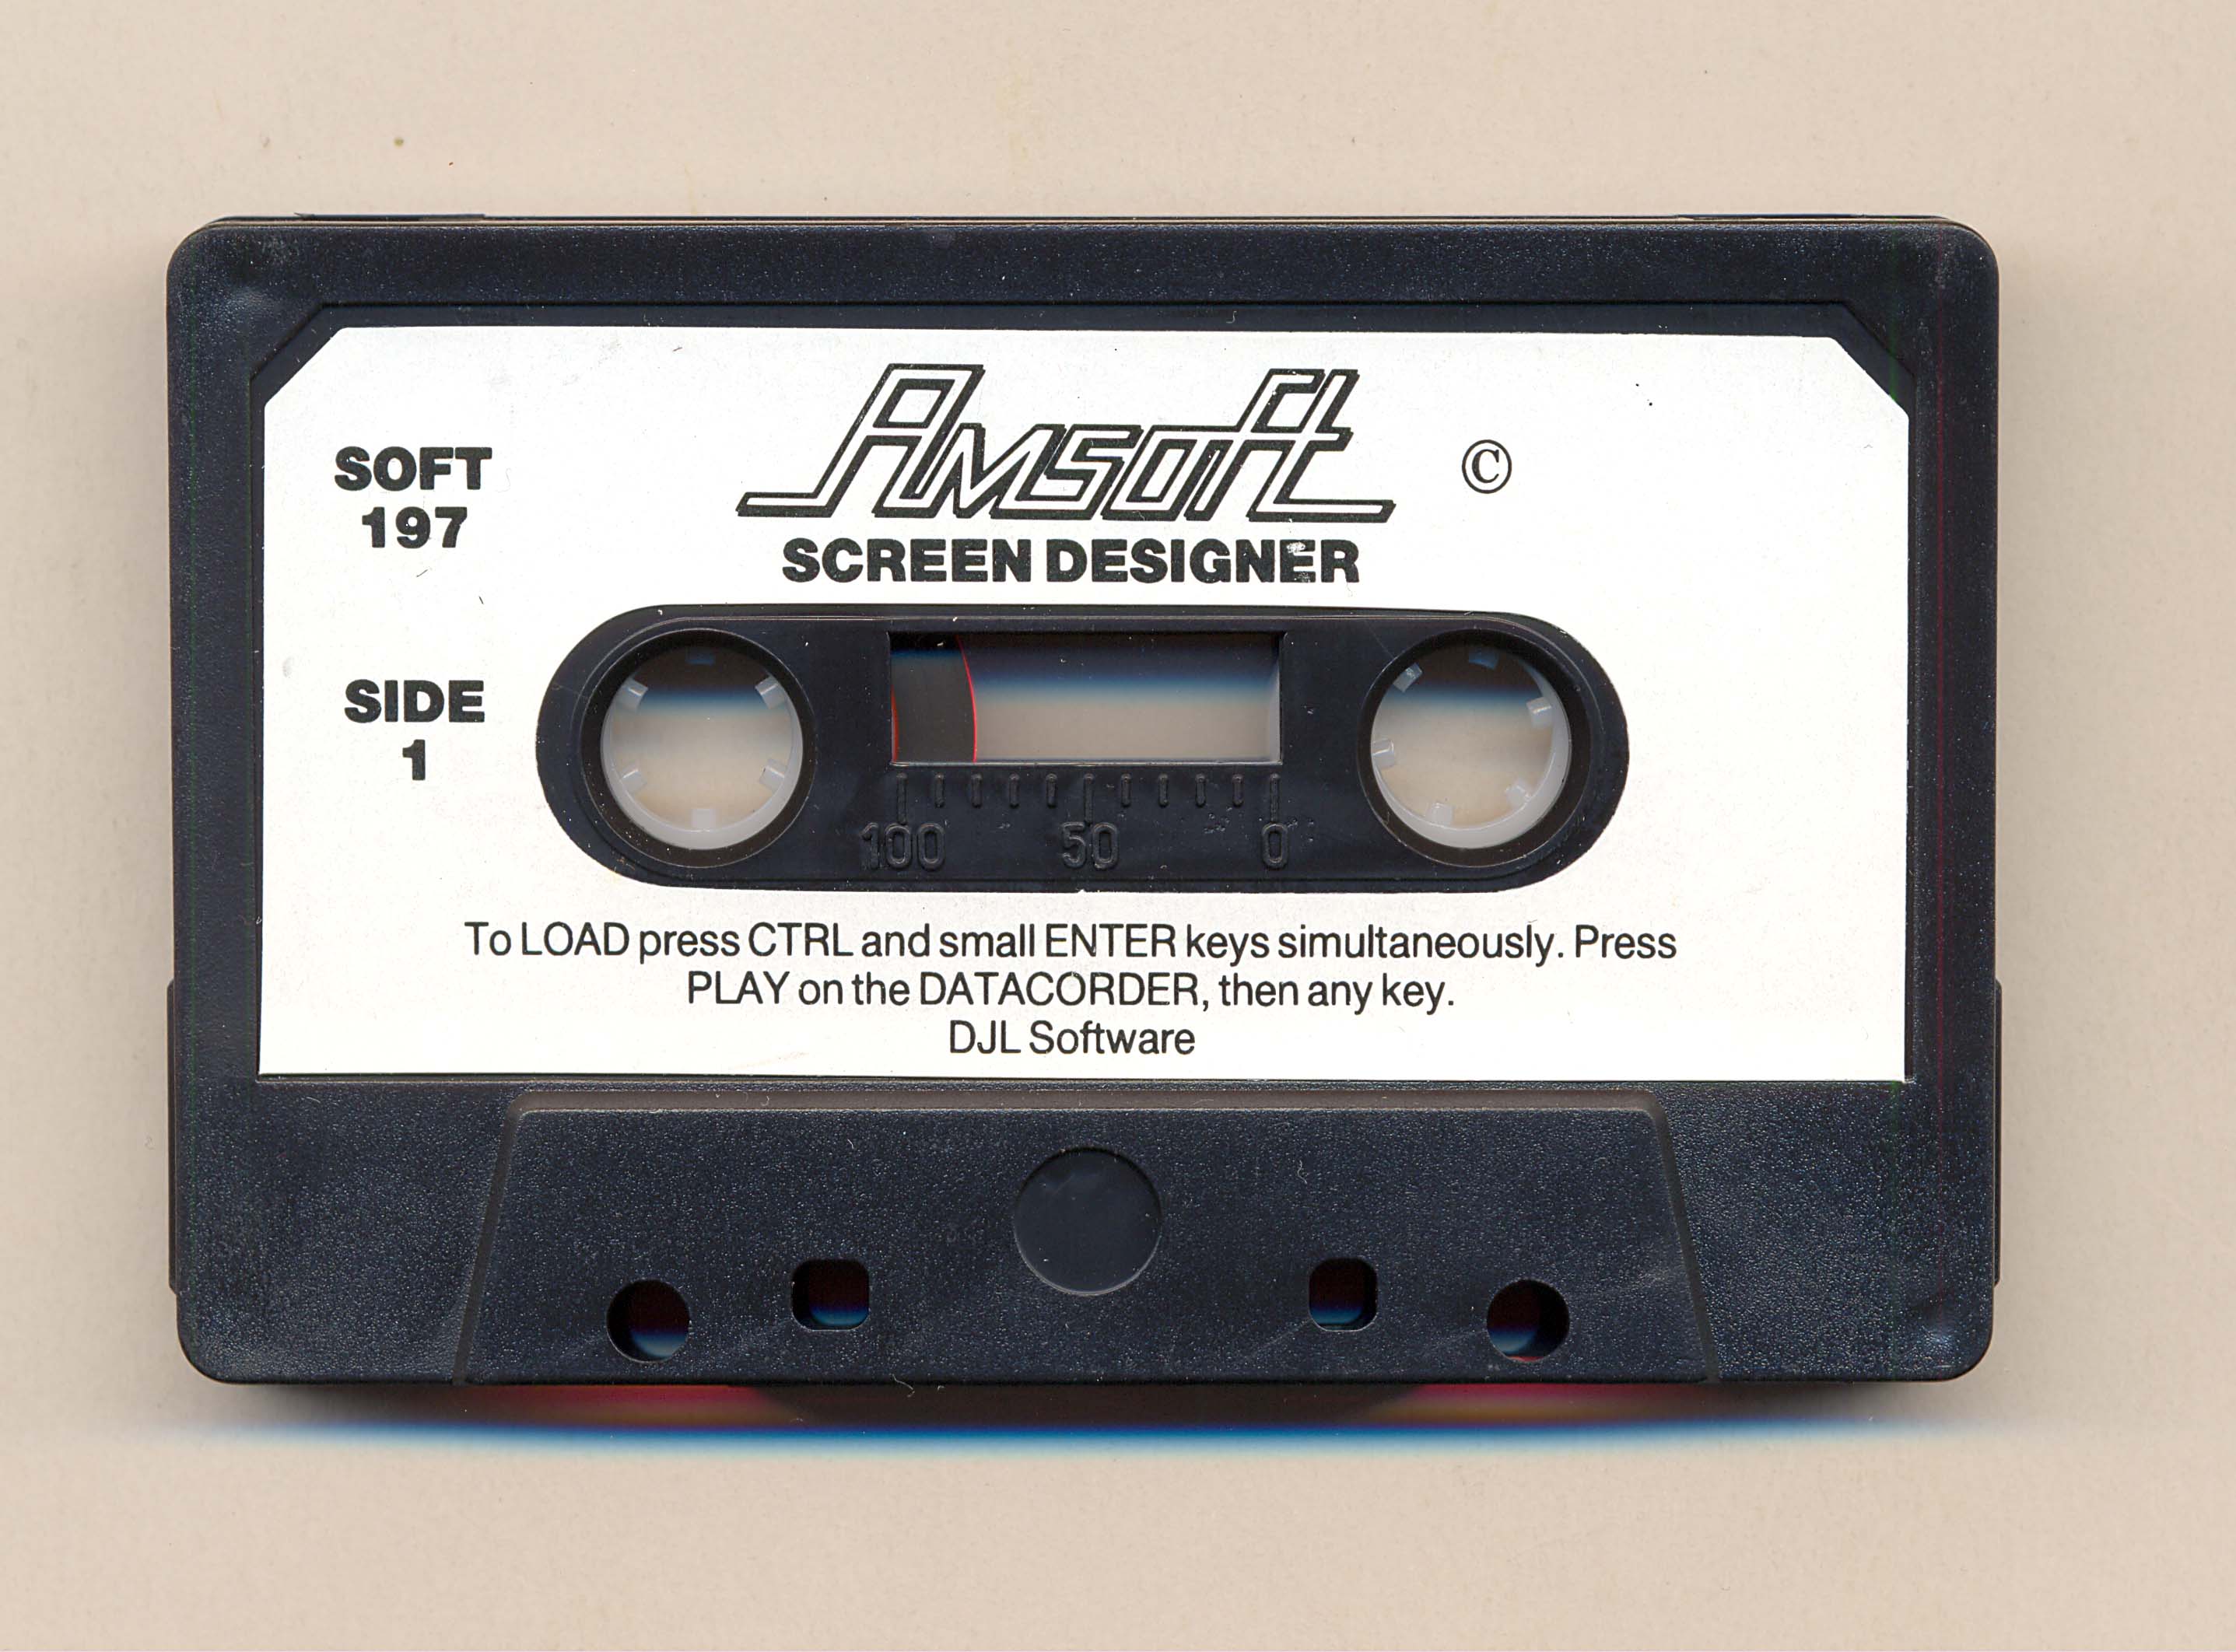 Amsoft ©
SOFT
197
SCREEN DESIGNER
SIDE
1
100 50 0
To LOAD press CTRL and small ENTER keys simultaneously. Press
PLAY on the DATACORDER, then any key.
DJL Software